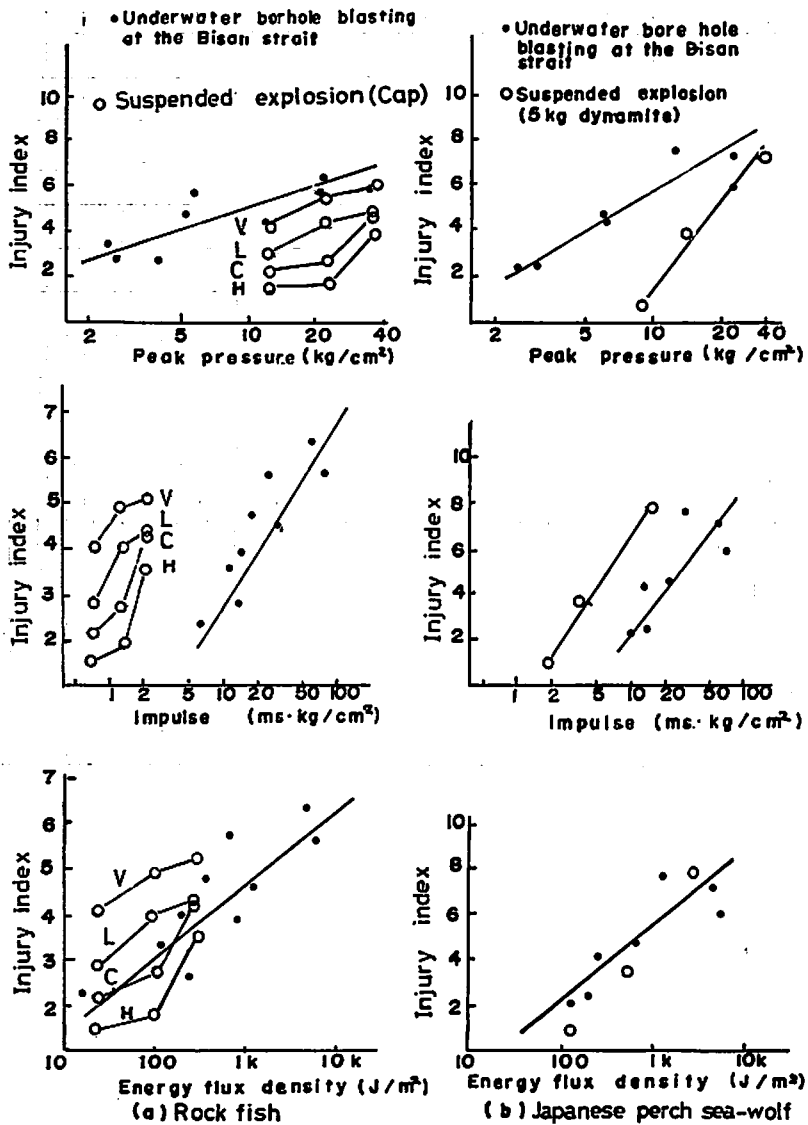 • Underwater borhole blasting
at the Bisan strait
○ Suspended explosion (Cap)
Injury index
10
8
6
4
2
V
L
C
H
2
5
10
20
40
Peak pressure (kg/cm²)
• Underwater bore hole
blasting at the Bisan
strait
○ Suspended explosion
(5kg dynamite)
Injury index
10
8
6
4
2
2
5
10
20
40
Peak pressure (kg/cm²)
Injury index
7
6
5
4
3
2
V
L
C
H
1
2
5
10
20
50
100
Impulse (ms·kg/cm²)
Injury index
10
8
6
4
2
1
5
10
50
100
Impulse (ms.·kg/cm²)
Injury index
7
6
5
4
3
2
V
L
C
H
10
100
1k
10k
Energy flux density (J/m²)
(a) Rock fish
Injury index
10
8
6
4
2
10
100
1k
10k
Energy flux density (J/m²)
(b) Japanese perch sea-wolf